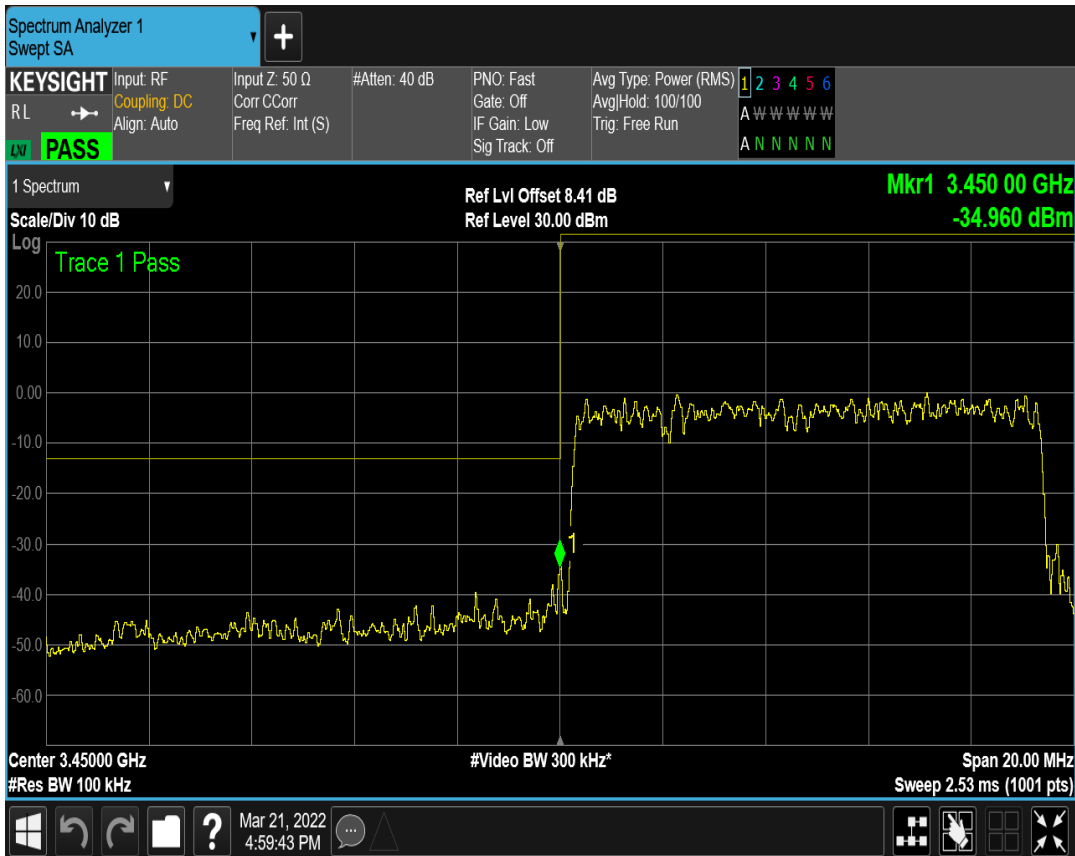 Spectrum Analyzer 1
Swept SA
+
KEYSIGHT
RL
LXI PASS
Input: RF
Coupling: DC
Align: Auto
Input Z: 50 Ω
Corr CCorr
Freq Ref: Int (S)
#Atten: 40 dB
PNO: Fast
Gate: Off
IF Gain: Low
Sig Track: Off
Avg Type: Power (RMS)
Avg|Hold: 100/100
Trig: Free Run
1 2 3 4 5 6
A W W W W W
A N N N N N
1 Spectrum
Scale/Div 10 dB
Ref Lvl Offset 8.41 dB
Ref Level 30.00 dBm
Mkr1 3.450 00 GHz
-34.960 dBm
Log
Trace 1 Pass
20.0
10.0
0.00
-10.0
-20.0
-30.0
-40.0
-50.0
-60.0
1
Center 3.45000 GHz
#Res BW 100 kHz
#Video BW 300 kHz*
Span 20.00 MHz
Sweep 2.53 ms (1001 pts)
?
Mar 21, 2022
4:59:43 PM